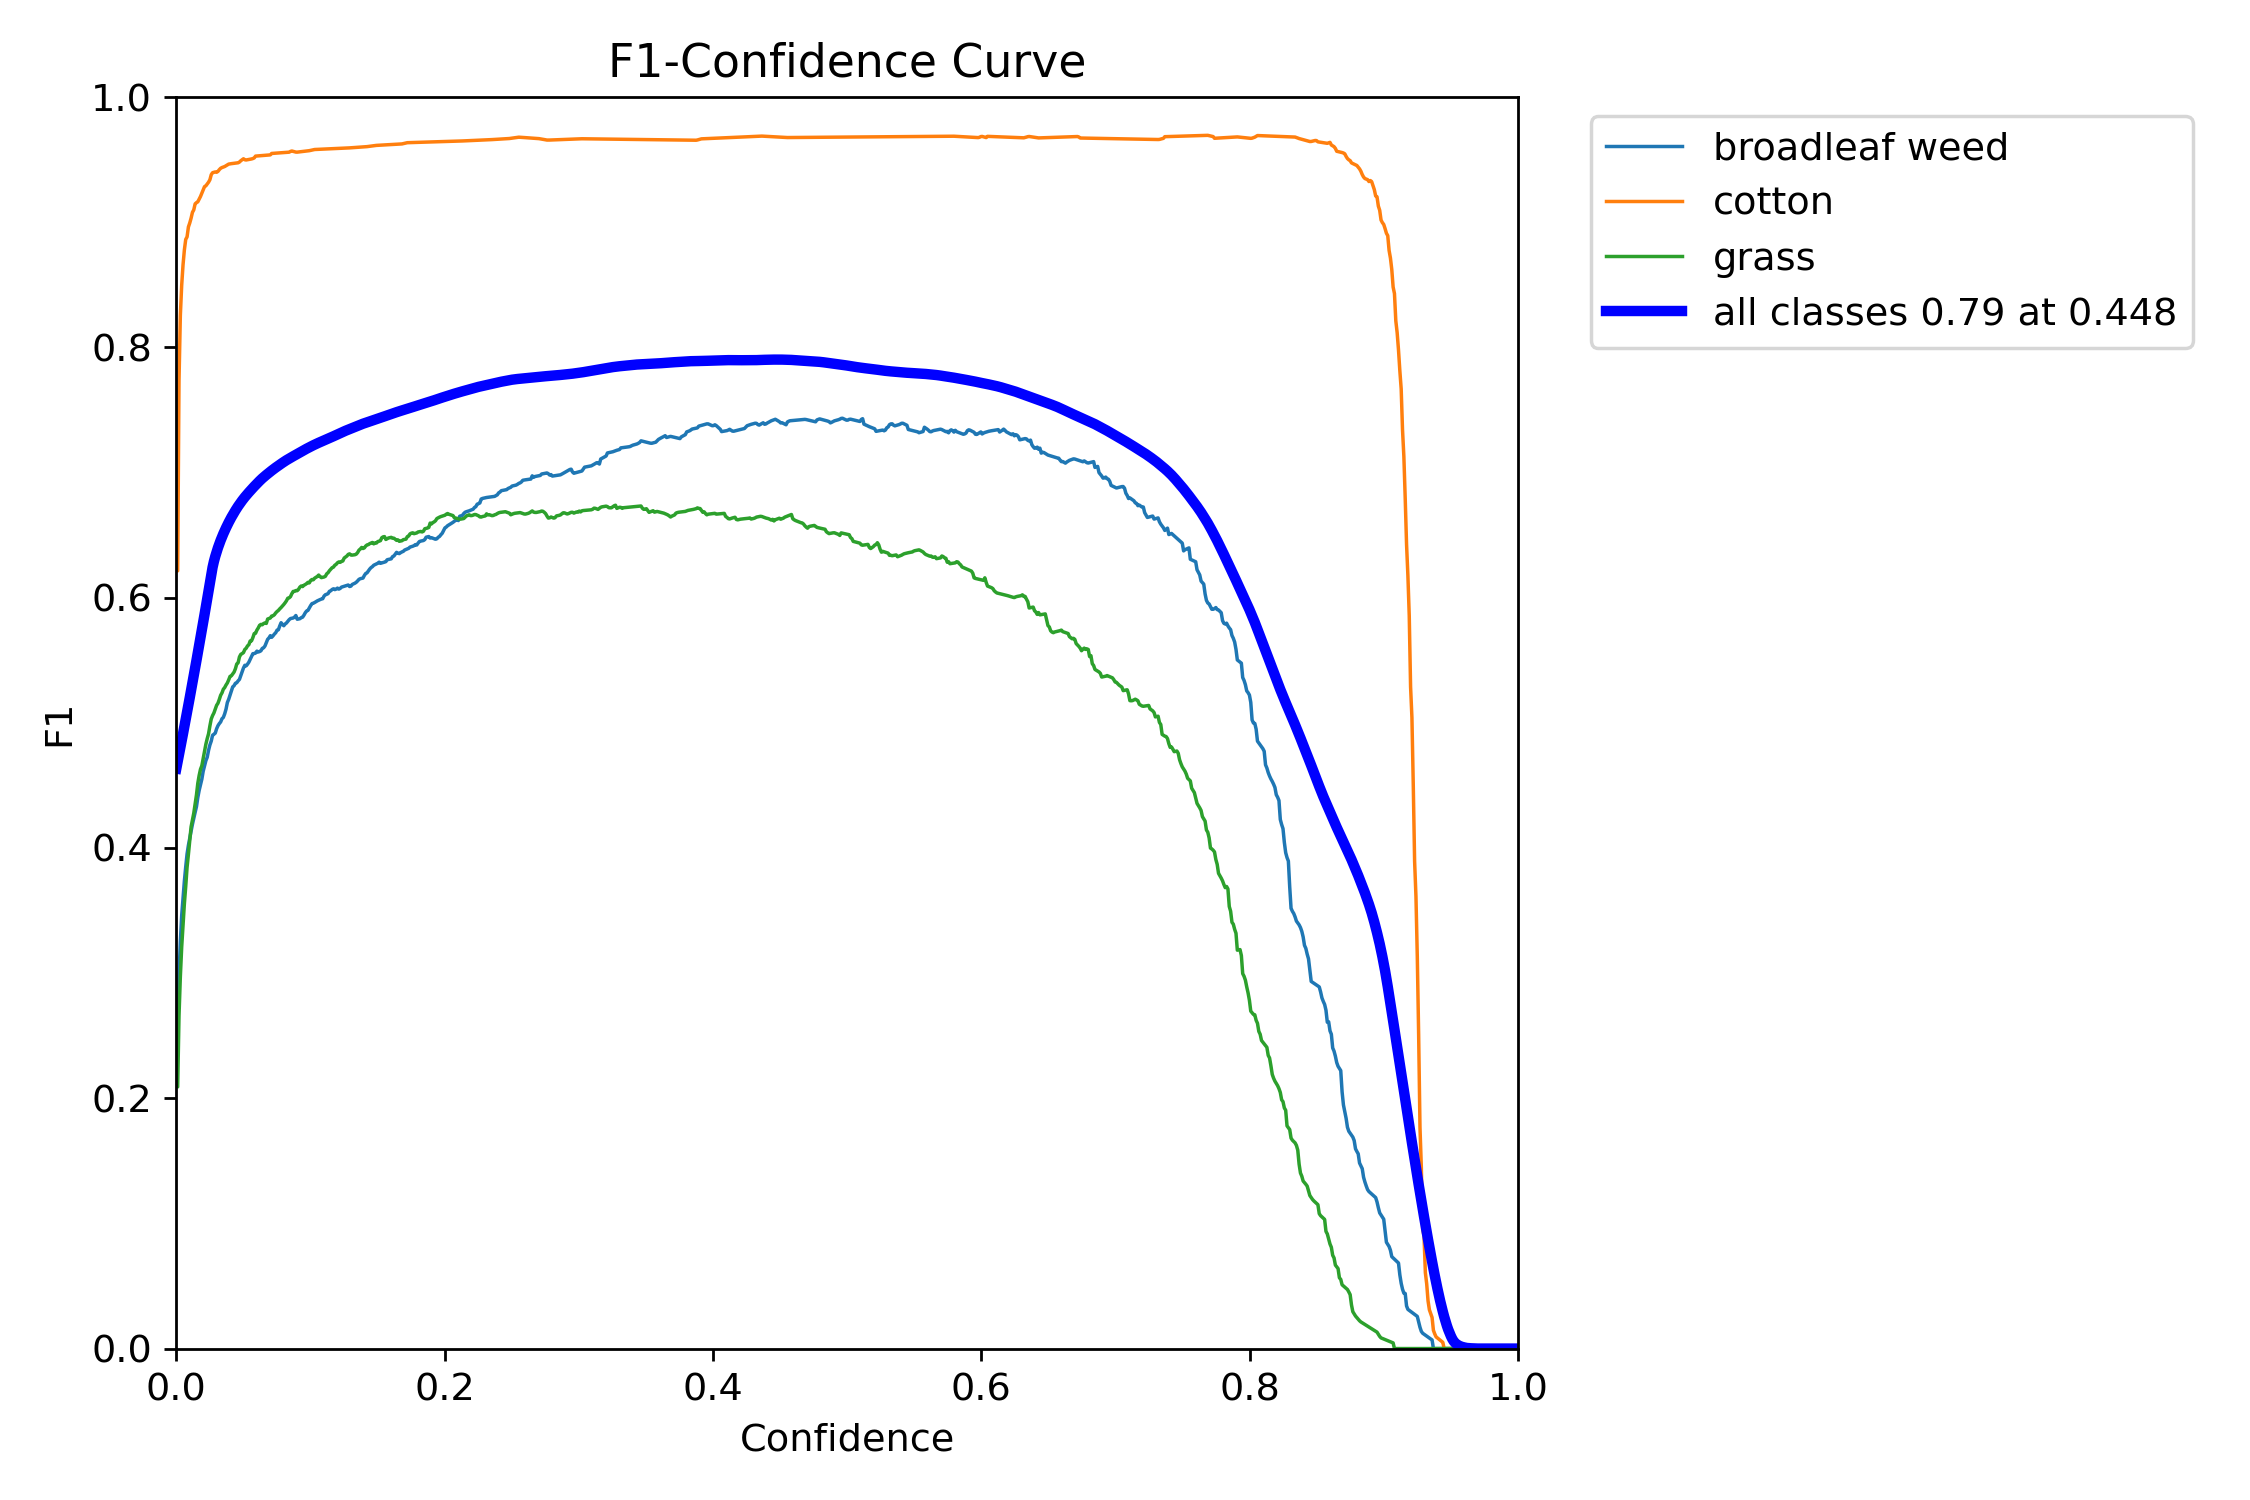 F1-Confidence Curve
1.0
0.8
0.6
0.4
0.2
0.0
F1
0.0 0.2 0.4 0.6 0.8 1.0
Confidence
broadleaf weed
cotton
grass
all classes 0.79 at 0.448